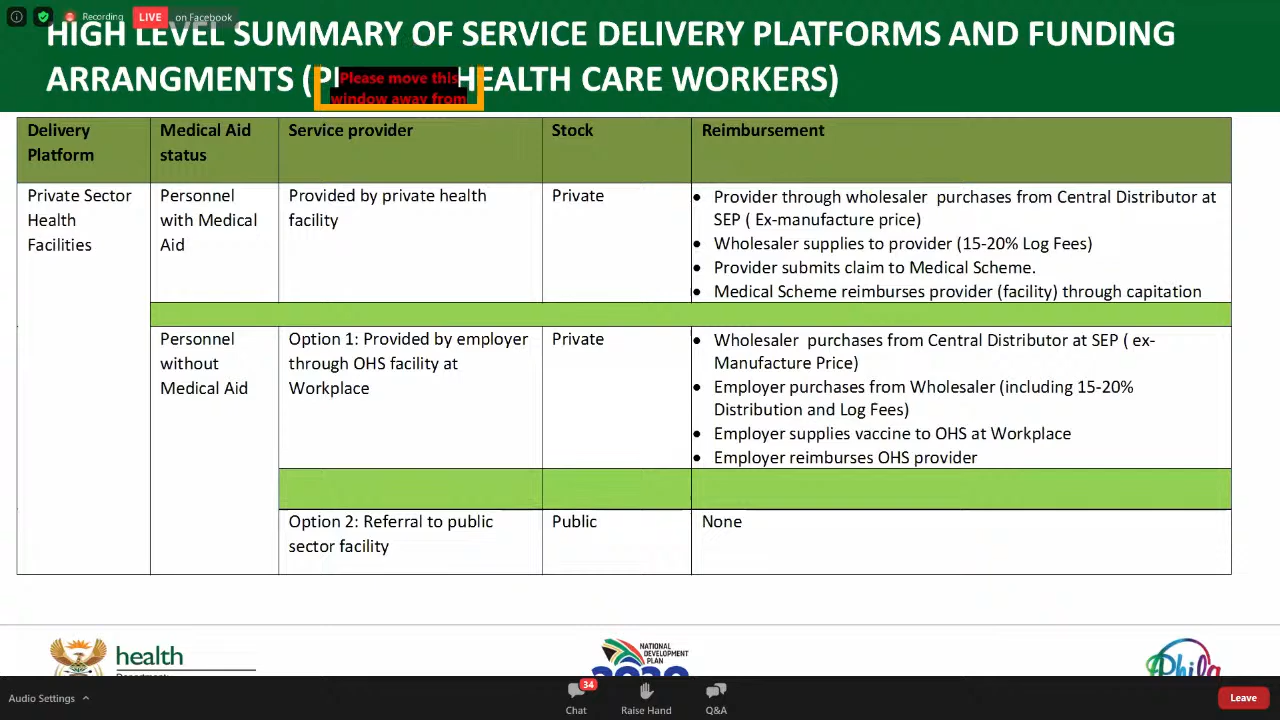 Recording
LIVE
on Facebook
HIGH LEVEL SUMMARY OF SERVICE DELIVERY PLATFORMS AND FUNDING
ARRANGMENTS ( HEALTH CARE WORKERS)
Please move this
window away from
Delivery
Platform
Medical Aid
status
Service provider
Stock
Reimbursement
Private Sector
Health
Facilities
Personnel
with Medical
Aid
Provided by private health
facility
Private
• Provider through wholesaler purchases from Central Distributor at
SEP ( Ex-manufacture price)
• Wholesaler supplies to provider (15-20% Log Fees)
• Provider submits claim to Medical Scheme.
• Medical Scheme reimburses provider (facility) through capitation
Personnel
without
Medical Aid
Option 1: Provided by employer
through OHS facility at
Workplace
Private
• Wholesaler purchases from Central Distributor at SEP ( ex-
Manufacture Price)
• Employer purchases from Wholesaler (including 15-20%
Distribution and Log Fees)
• Employer supplies vaccine to OHS at Workplace
• Employer reimburses OHS provider
Option 2: Referral to public
sector facility
Public
None
health
NATIONAL
DEVELOPMENT
PLAN
2030
Phila
Audio Settings
34
Chat
Raise Hand
Q&A
Leave